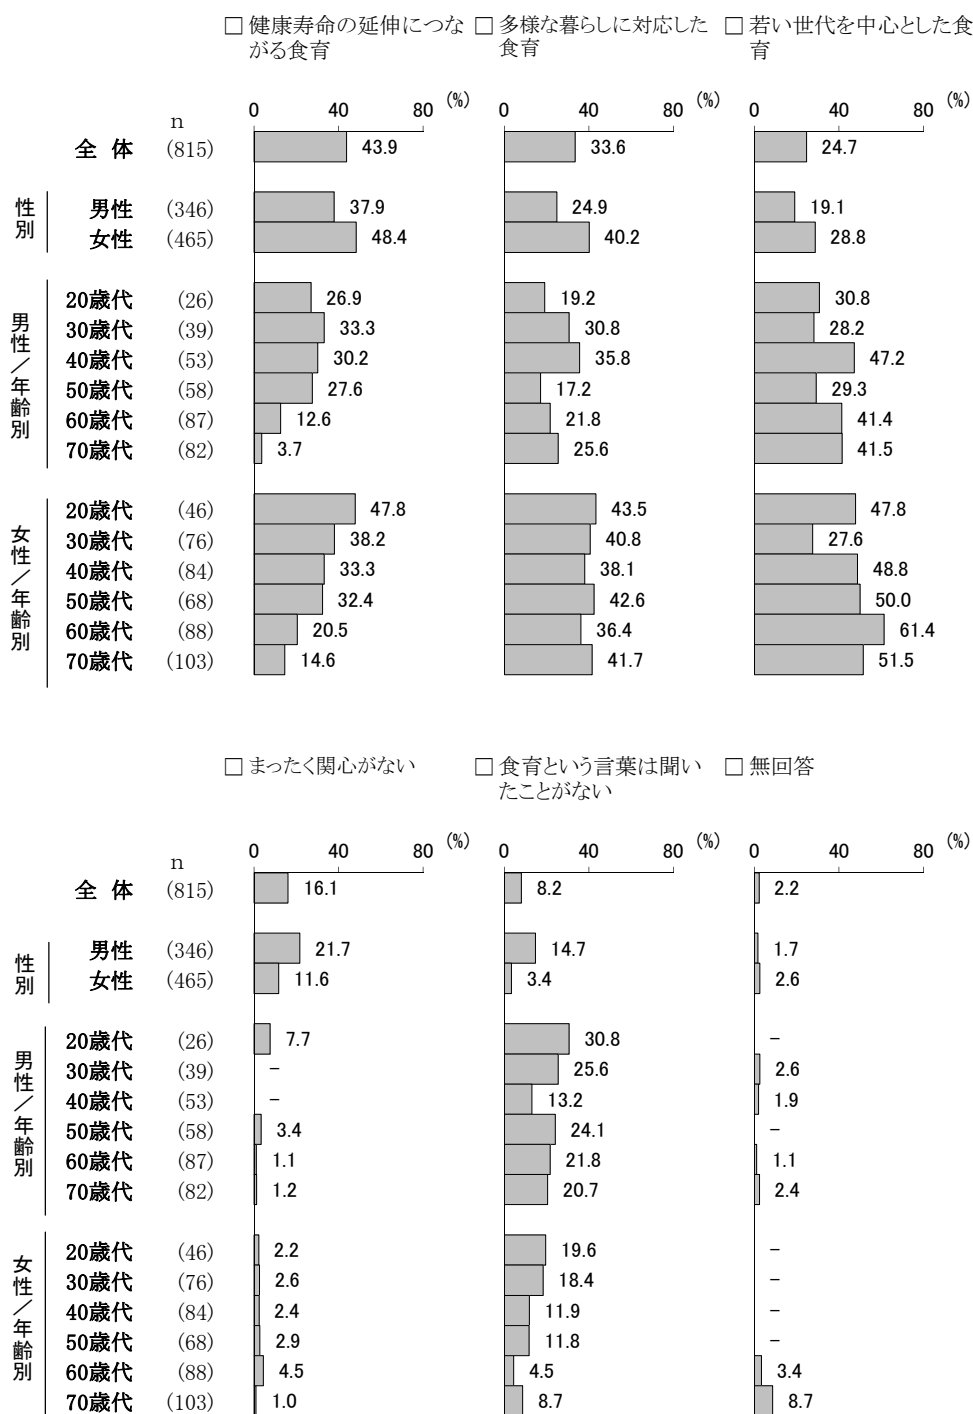 □ 健康寿命の延伸につな □ 多様な暮らしに対応した □ 若い世代を中心とした食
がる食育 食育 育
0 40 80 (%) 0 40 80 (%) 0 40 80 (%)
n
全 体 (815) 43.9 33.6 24.7
性別
男性 (346) 37.9 24.9 19.1
女性 (465) 48.4 40.2 28.8
男性／年齢別
20歳代 (26) 26.9 19.2 30.8
30歳代 (39) 33.3 30.8 28.2
40歳代 (53) 30.2 35.8 47.2
50歳代 (58) 27.6 17.2 29.3
60歳代 (87) 12.6 21.8 41.4
70歳代 (82) 3.7 25.6 41.5
女性／年齢別
20歳代 (46) 47.8 43.5 47.8
30歳代 (76) 38.2 40.8 27.6
40歳代 (84) 33.3 38.1 48.8
50歳代 (68) 32.4 42.6 50.0
60歳代 (88) 20.5 36.4 61.4
70歳代 (103) 14.6 41.7 51.5
□ まったく関心がない □ 食育という言葉は聞い □ 無回答
たことがない
0 40 80 (%) 0 40 80 (%) 0 40 80 (%)
n
全 体 (815) 16.1 8.2 2.2
性別
男性 (346) 21.7 14.7 1.7
女性 (465) 11.6 3.4 2.6
男性／年齢別
20歳代 (26) 7.7 30.8 －
30歳代 (39) － 25.6 2.6
40歳代 (53) － 13.2 1.9
50歳代 (58) 3.4 24.1 －
60歳代 (87) 1.1 21.8 1.1
70歳代 (82) 1.2 20.7 2.4
女性／年齢別
20歳代 (46) 2.2 19.6 －
30歳代 (76) 2.6 18.4 －
40歳代 (84) 2.4 11.9 －
50歳代 (68) 2.9 11.8 －
60歳代 (88) 4.5 4.5 3.4
70歳代 (103) 1.0 8.7 8.7